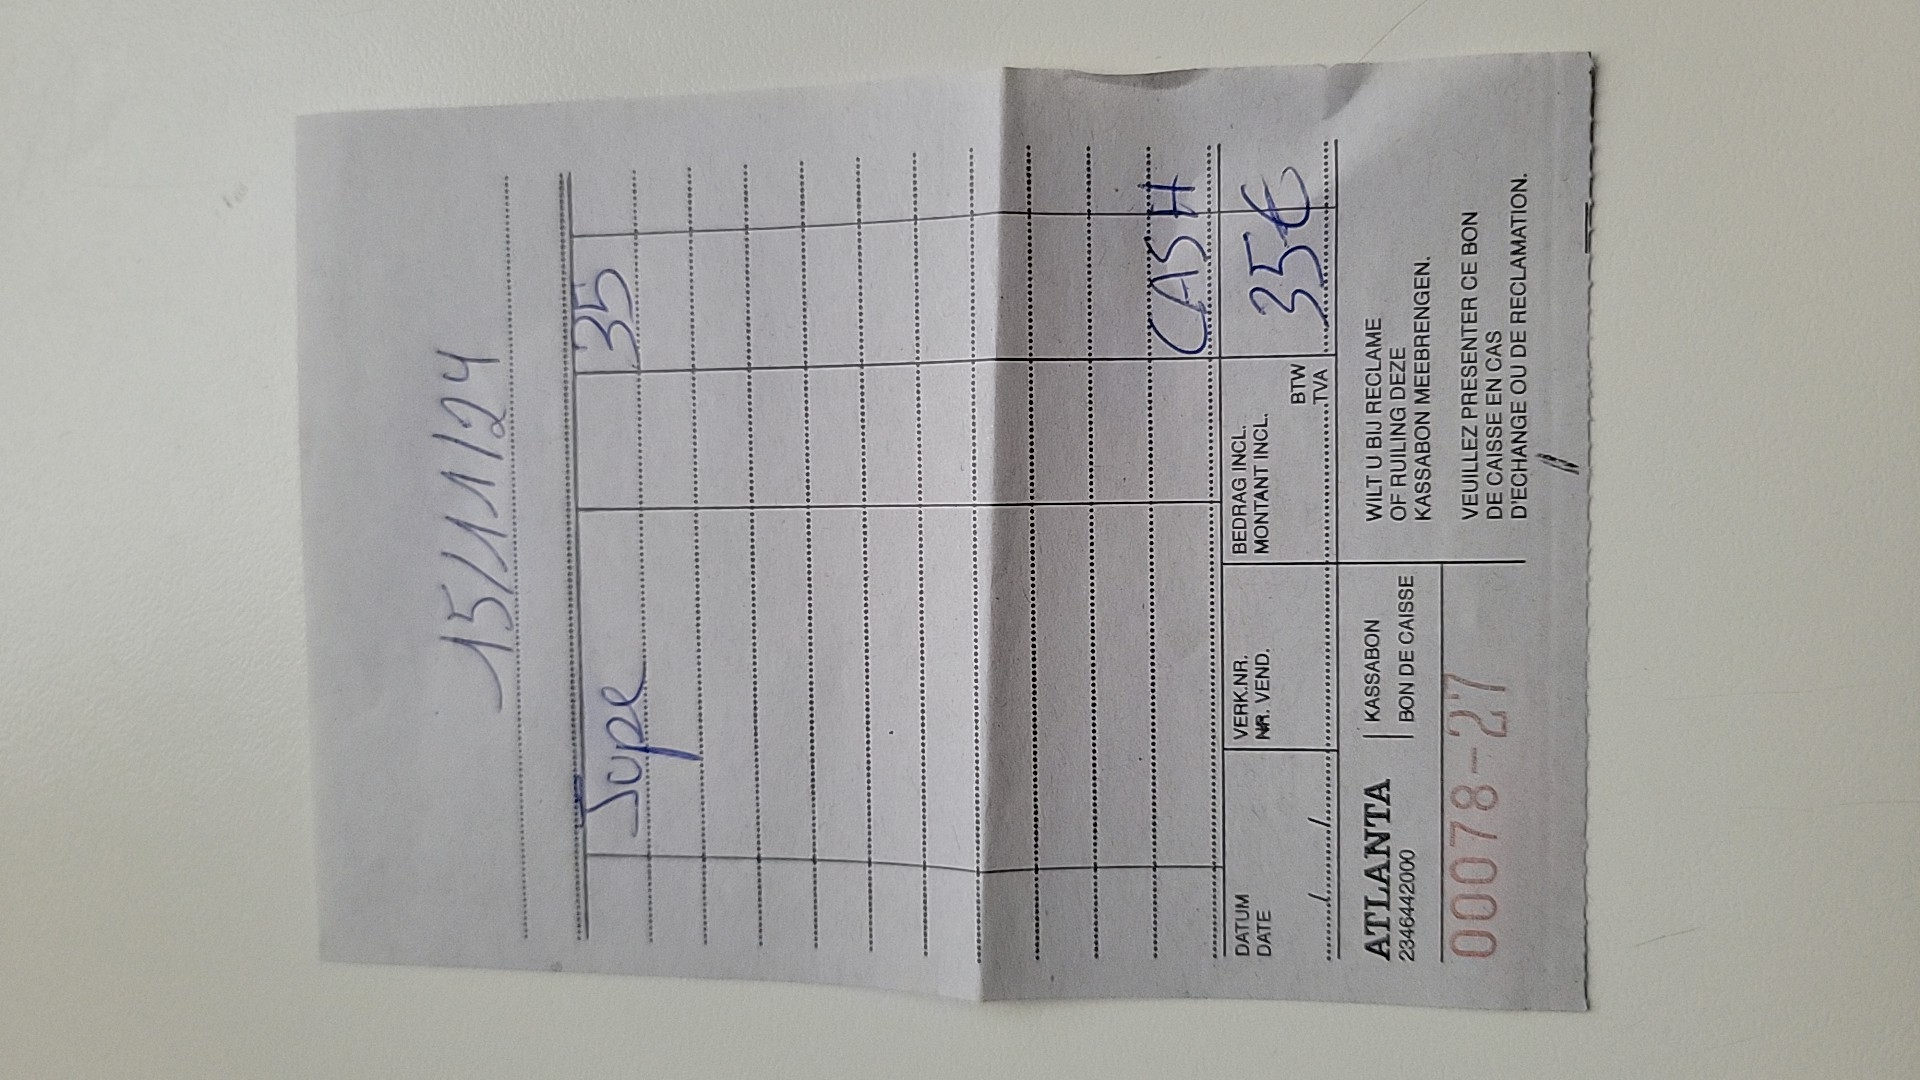 15/11/24
Jupe 35
CASH
DATUM
DATE
VERK.NR.
NR. VEND.
BEDRAG INCL.
MONTANT INCL.
BTW
TVA
35€
/ /
ATLANTA
2346442000
KASSABON
BON DE CAISSE
00078-27
WILT U BIJ RECLAME
OF RUILING DEZE
KASSABON MEEBRENGEN.
VEUILLEZ PRESENTER CE BON
DE CAISSE EN CAS
D'ECHANGE OU DE RECLAMATION.